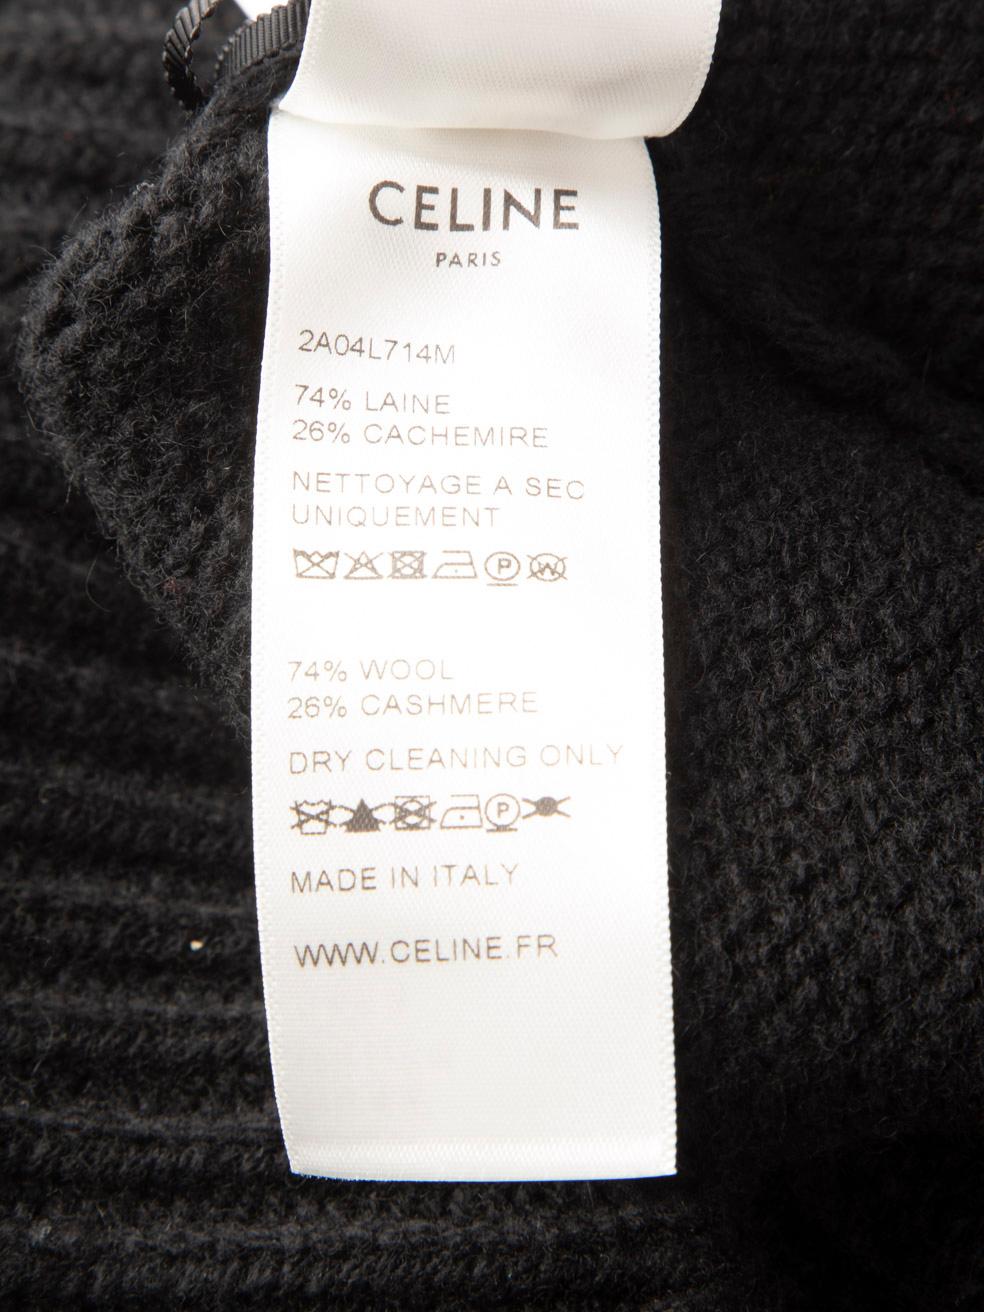 CELINE
PARIS
2A04L714M
74% LAINE
26% CACHEMIRE
NETTOYAGE A SEC
UNIQUEMENT
P W
74% WOOL
26% CASHMERE
DRY CLEANING ONLY
P
MADE IN ITALY
WWW.CELINE.FR